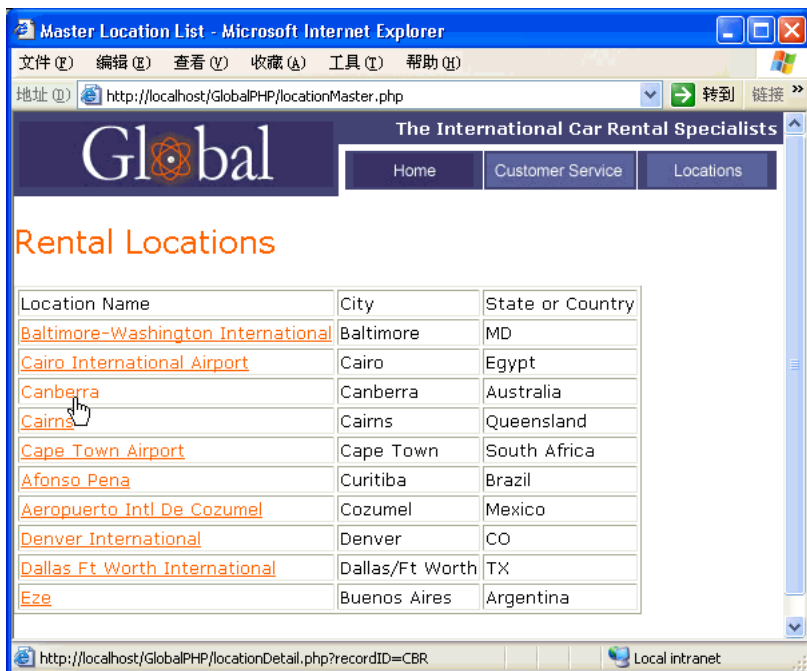 Master Location List - Microsoft Internet Explorer
文件(F) 编辑(E) 查看(V) 收藏(A) 工具(T) 帮助(H)
地址(D) http://localhost/GlobalPHP/locationMaster.php 转到 链接 »
Global The International Car Rental Specialists
Home Customer Service Locations
Rental Locations
Location Name City State or Country
Baltimore-Washington International Baltimore MD
Cairo International Airport Cairo Egypt
Canberra Canberra Australia
Cairns Cairns Queensland
Cape Town Airport Cape Town South Africa
Afonso Pena Curitiba Brazil
Aeropuerto Intl De Cozumel Cozumel Mexico
Denver International Denver CO
Dallas Ft Worth International Dallas/Ft Worth TX
Eze Buenos Aires Argentina
http://localhost/GlobalPHP/locationDetail.php?recordID=CBR Local intranet